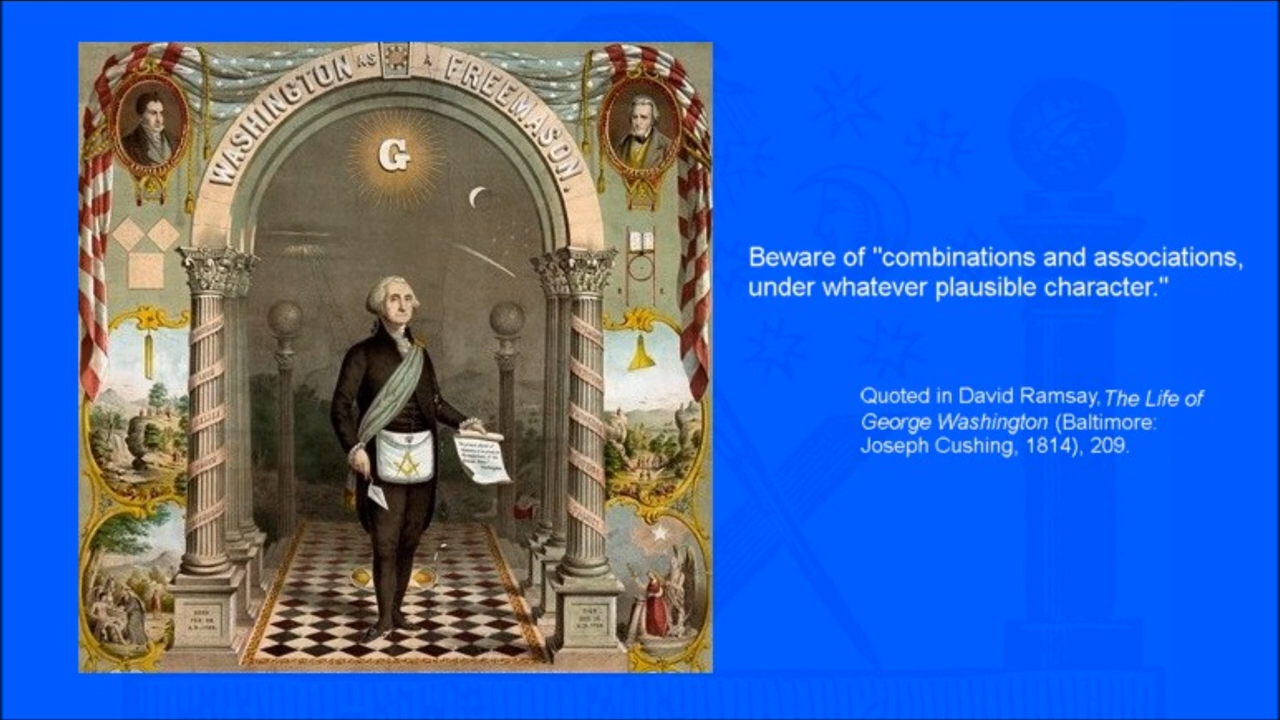 WASHINGTON AS A FREEMASON.
G
Beware of "combinations and associations,
under whatever plausible character."
Quoted in David Ramsay, The Life of
George Washington (Baltimore:
Joseph Cushing, 1814), 209.